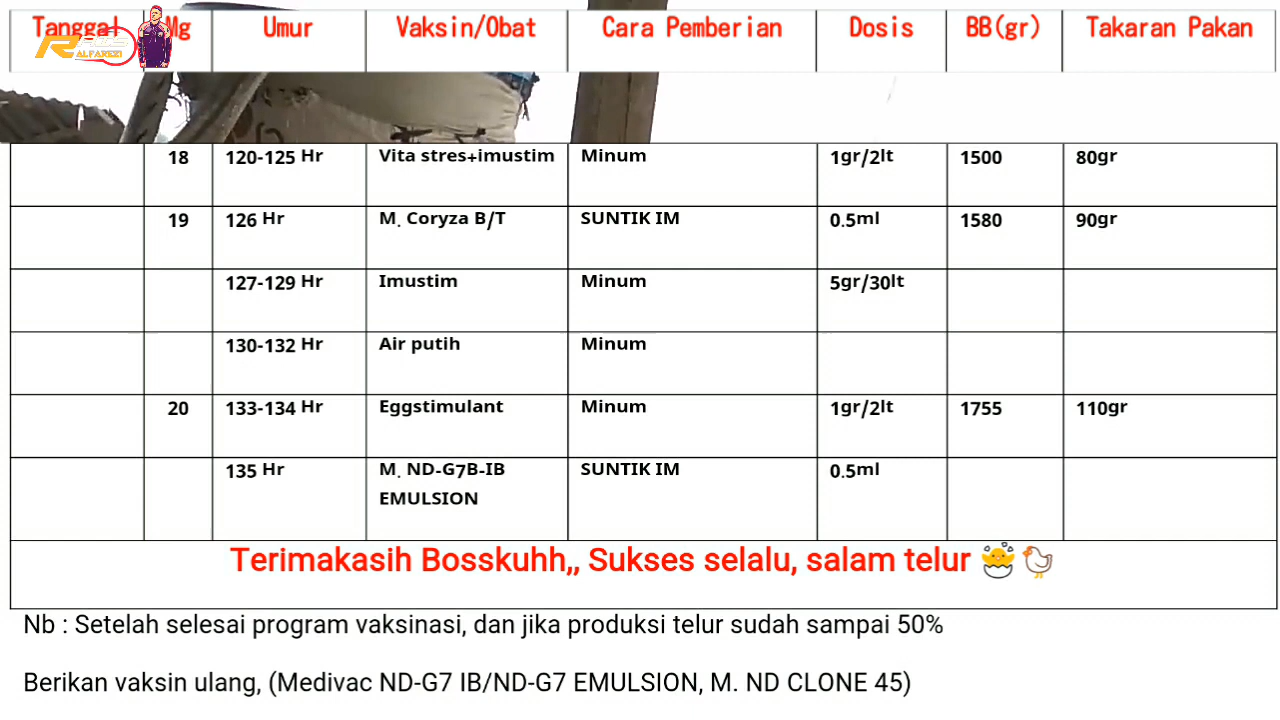 Tanggal Mg Umur Vaksin/Obat Cara Pemberian Dosis BB(gr) Takaran Pakan
ALFAREZI
18 120-125 Hr Vita stres+imustim Minum 1gr/2lt 1500 80gr
19 126 Hr M. Coryza B/T SUNTIK IM 0.5ml 1580 90gr
127-129 Hr Imustim Minum 5gr/30lt
130-132 Hr Air putih Minum
20 133-134 Hr Eggstimulant Minum 1gr/2lt 1755 110gr
135 Hr M. ND-G7B-IB SUNTIK IM 0.5ml
EMULSION
Terimakasih Bosskuhh,, Sukses selalu, salam telur 🐣🐔
Nb : Setelah selesai program vaksinasi, dan jika produksi telur sudah sampai 50%
Berikan vaksin ulang, (Medivac ND-G7 IB/ND-G7 EMULSION, M. ND CLONE 45)